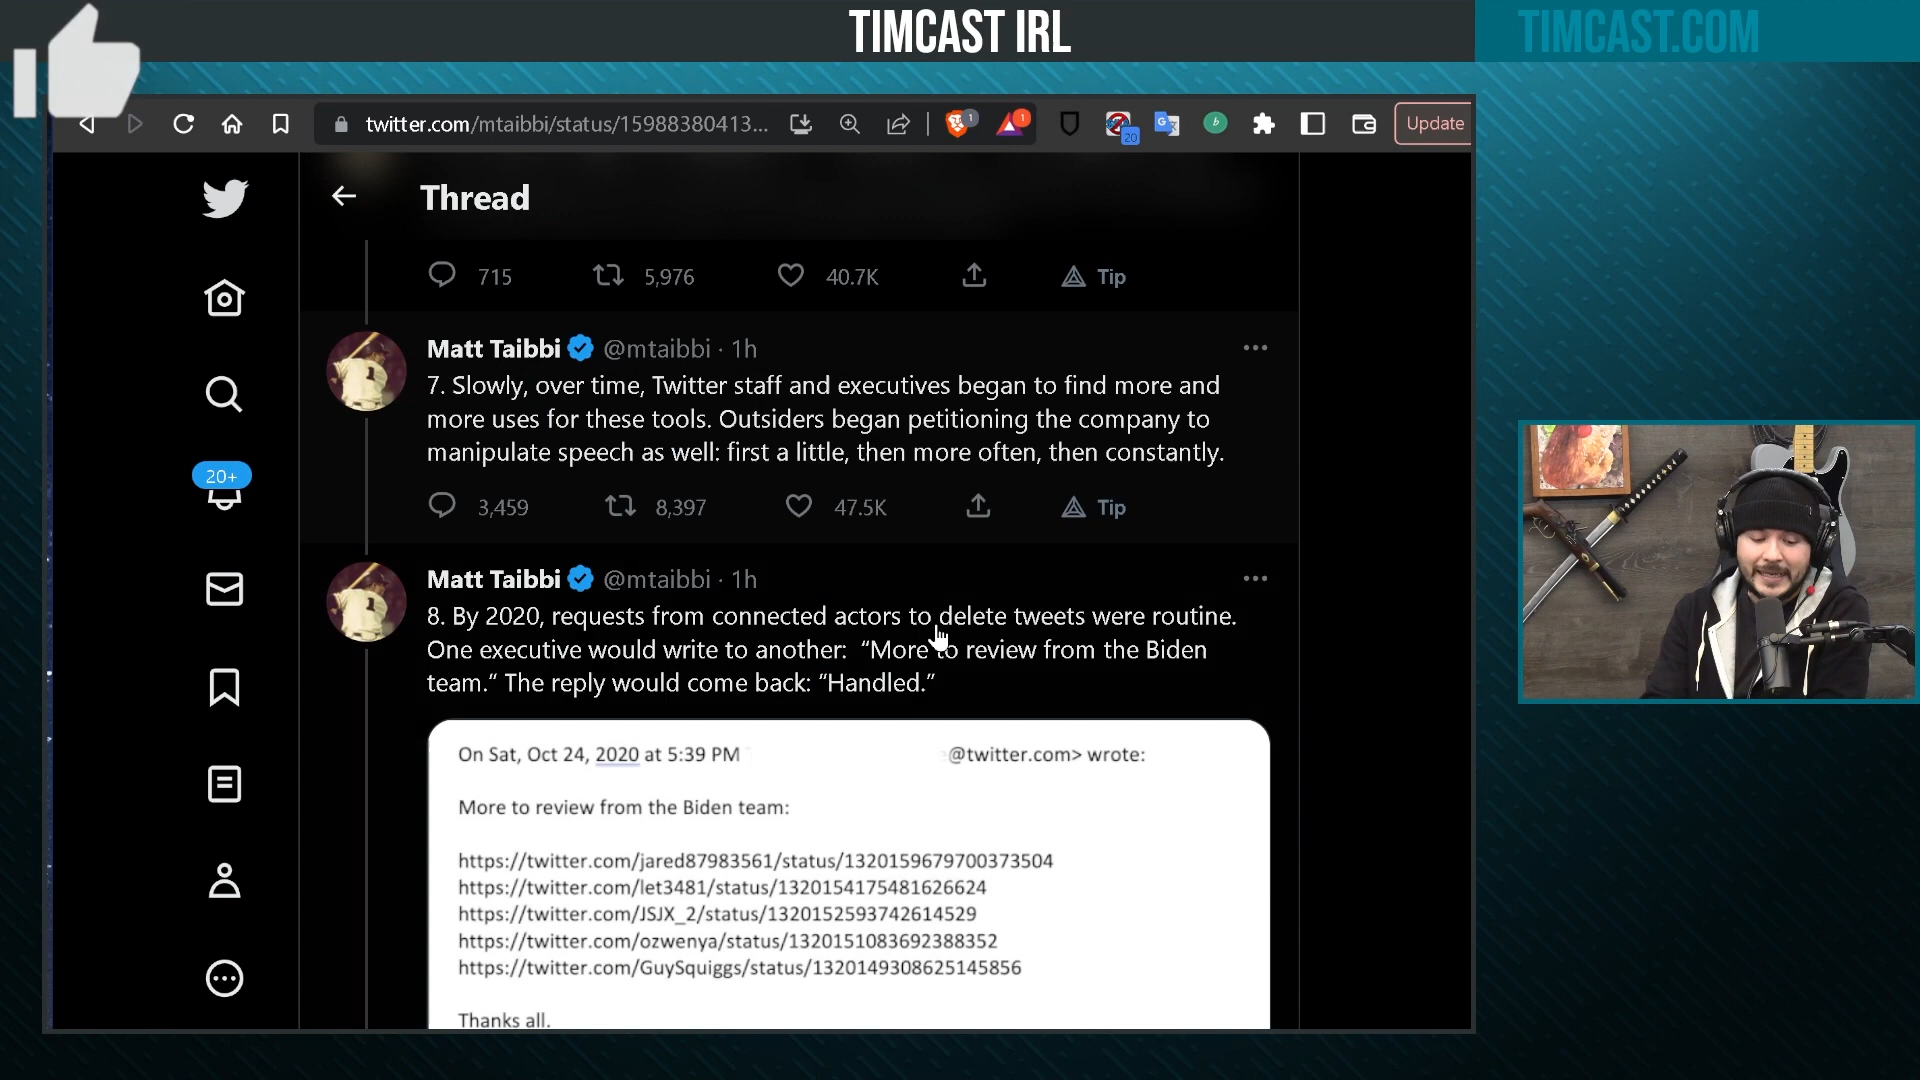 TIMCAST IRL
TIMCAST.COM
twitter.com/mtaibbi/status/15988380413...
1
1
20
b
Update
Thread
715
5,976
40.7K
Tip
Matt Taibbi @mtaibbi · 1h
7. Slowly, over time, Twitter staff and executives began to find more and
more uses for these tools. Outsiders began petitioning the company to
manipulate speech as well: first a little, then more often, then constantly.
3,459
8,397
47.5K
Tip
20+
Matt Taibbi @mtaibbi · 1h
8. By 2020, requests from connected actors to delete tweets were routine.
One executive would write to another:  “More to review from the Biden
team.“ The reply would come back: “Handled.”
On Sat, Oct 24, 2020 at 5:39 PM @twitter.com> wrote:
More to review from the Biden team:
https://twitter.com/jared87983561/status/1320159679700373504
https://twitter.com/let3481/status/1320154175481626624
https://twitter.com/JSJX_2/status/1320152593742614529
https://twitter.com/ozwenya/status/1320151083692388352
https://twitter.com/GuySquiggs/status/1320149308625145856
Thanks all.